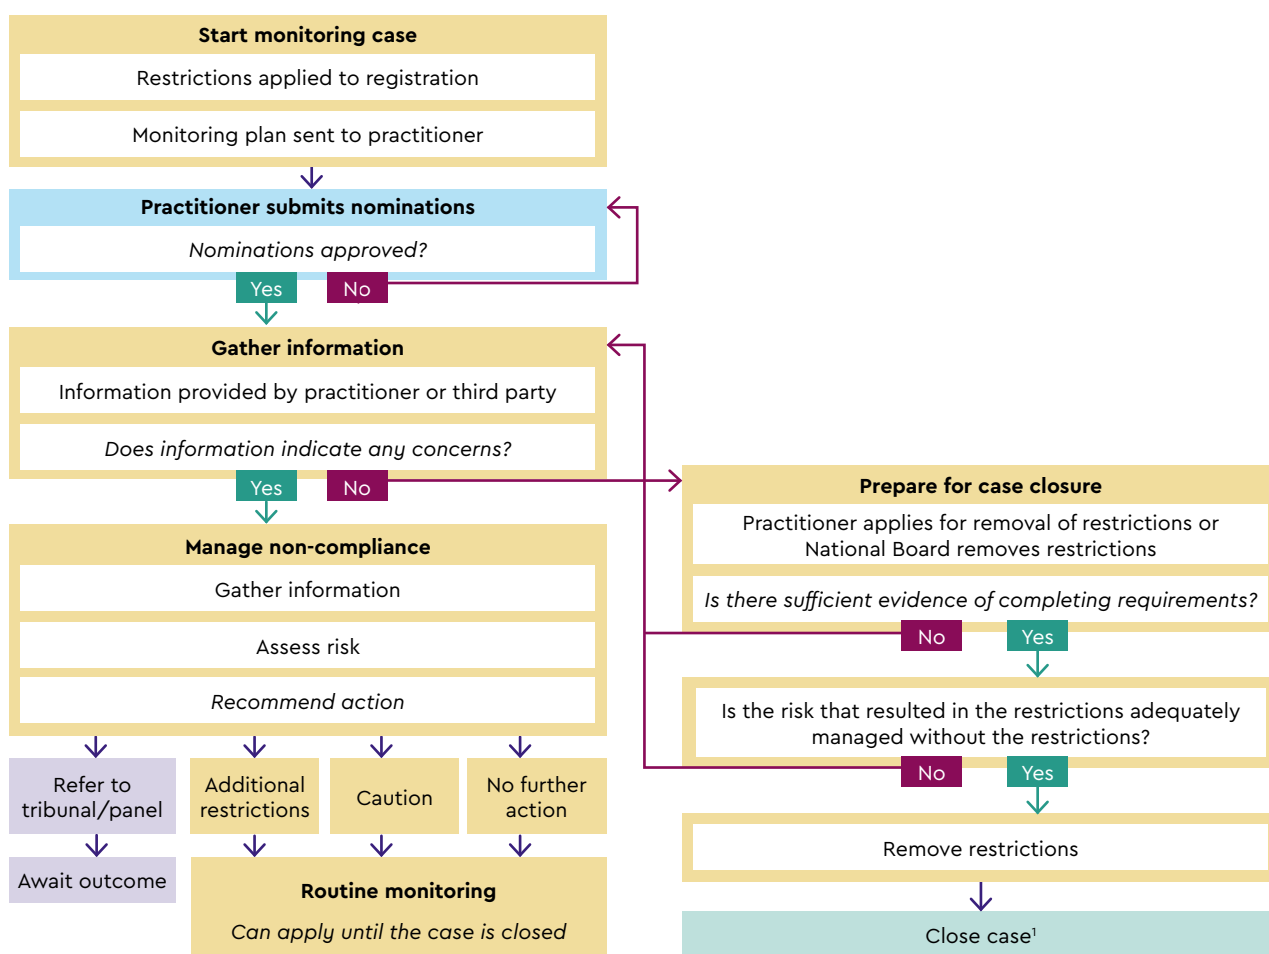 Start monitoring case
Restrictions applied to registration
Monitoring plan sent to practitioner
Practitioner submits nominations
Nominations approved?
Yes
No
Gather information
Information provided by practitioner or third party
Does information indicate any concerns?
Yes
No
Manage non-compliance
Gather information
Assess risk
Recommend action
Refer to
tribunal/panel
Additional
restrictions
Caution
No further
action
Await outcome
Routine monitoring
Can apply until the case is closed
Prepare for case closure
Practitioner applies for removal of restrictions or
National Board removes restrictions
Is there sufficient evidence of completing requirements?
No
Yes
Is the risk that resulted in the restrictions adequately
managed without the restrictions?
No
Yes
Remove restrictions
Close case¹